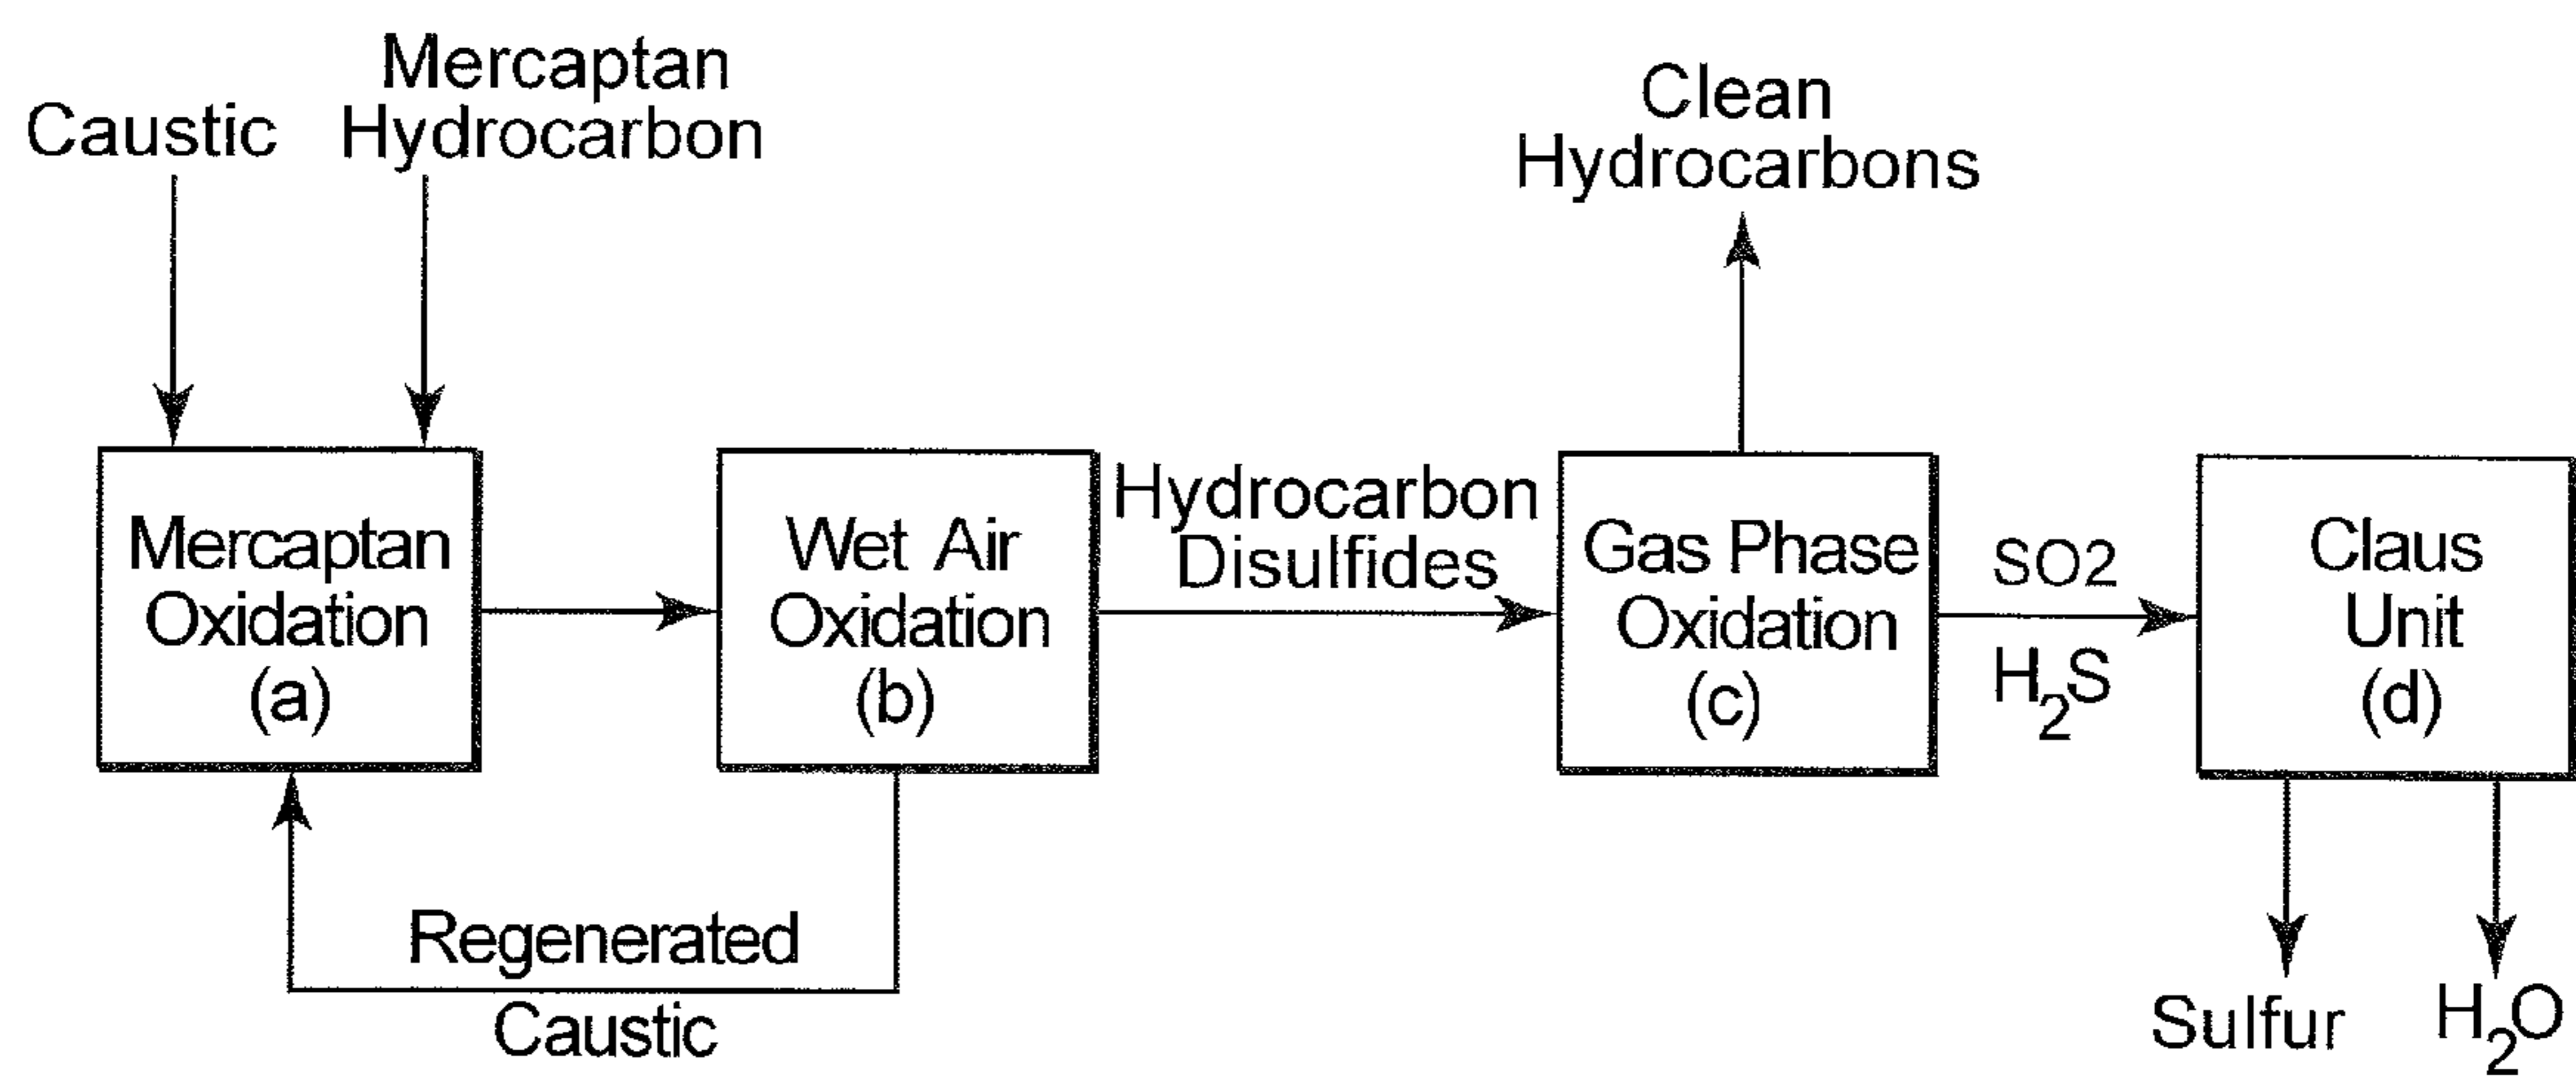 Caustic
Mercaptan
Hydrocarbon
Clean
Hydrocarbons
Mercaptan
Oxidation
(a)
Wet Air
Oxidation
(b)
Hydrocarbon
Disulfides
Gas Phase
Oxidation
(c)
SO2
H₂S
Claus
Unit
(d)
Regenerated
Caustic
Sulfur
H₂O